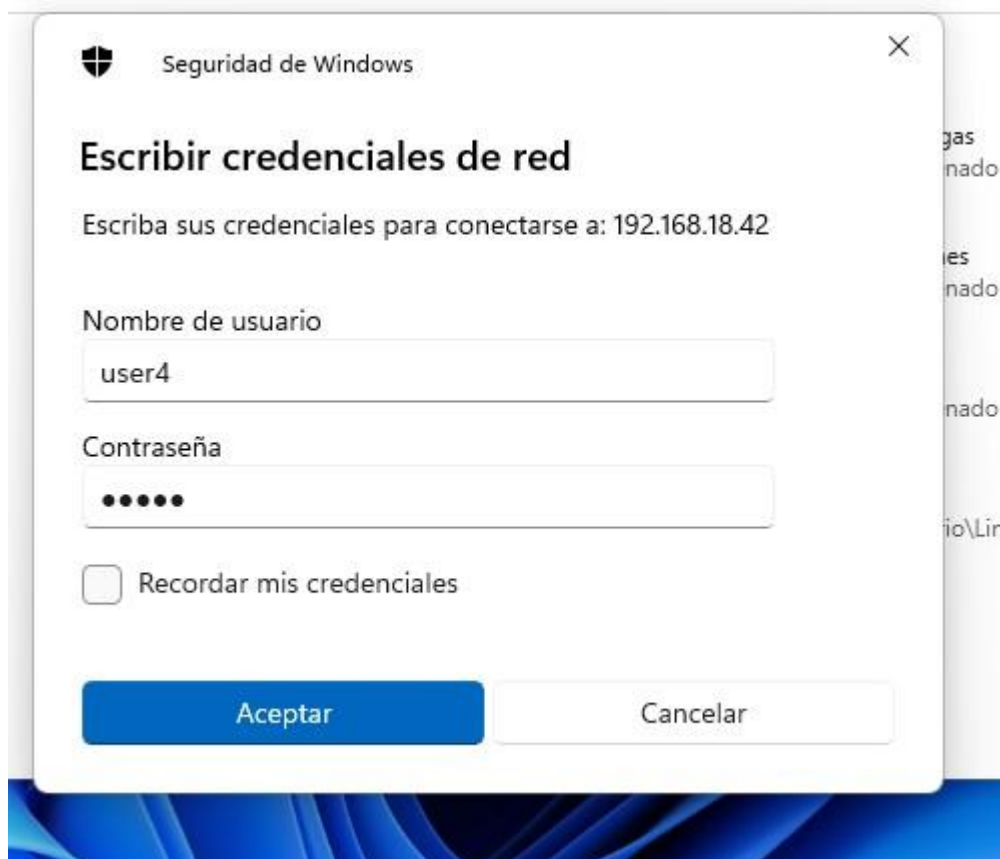 Seguridad de Windows
Escribir credenciales de red
Escriba sus credenciales para conectarse a: 192.168.18.42
Nombre de usuario
user4
Contraseña
•••••
Recordar mis credenciales
Aceptar
Cancelar